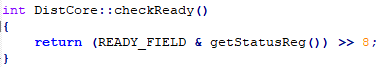 int DistCore::checkReady()
{
    return (READY_FIELD & getStatusReg()) >> 8;
}